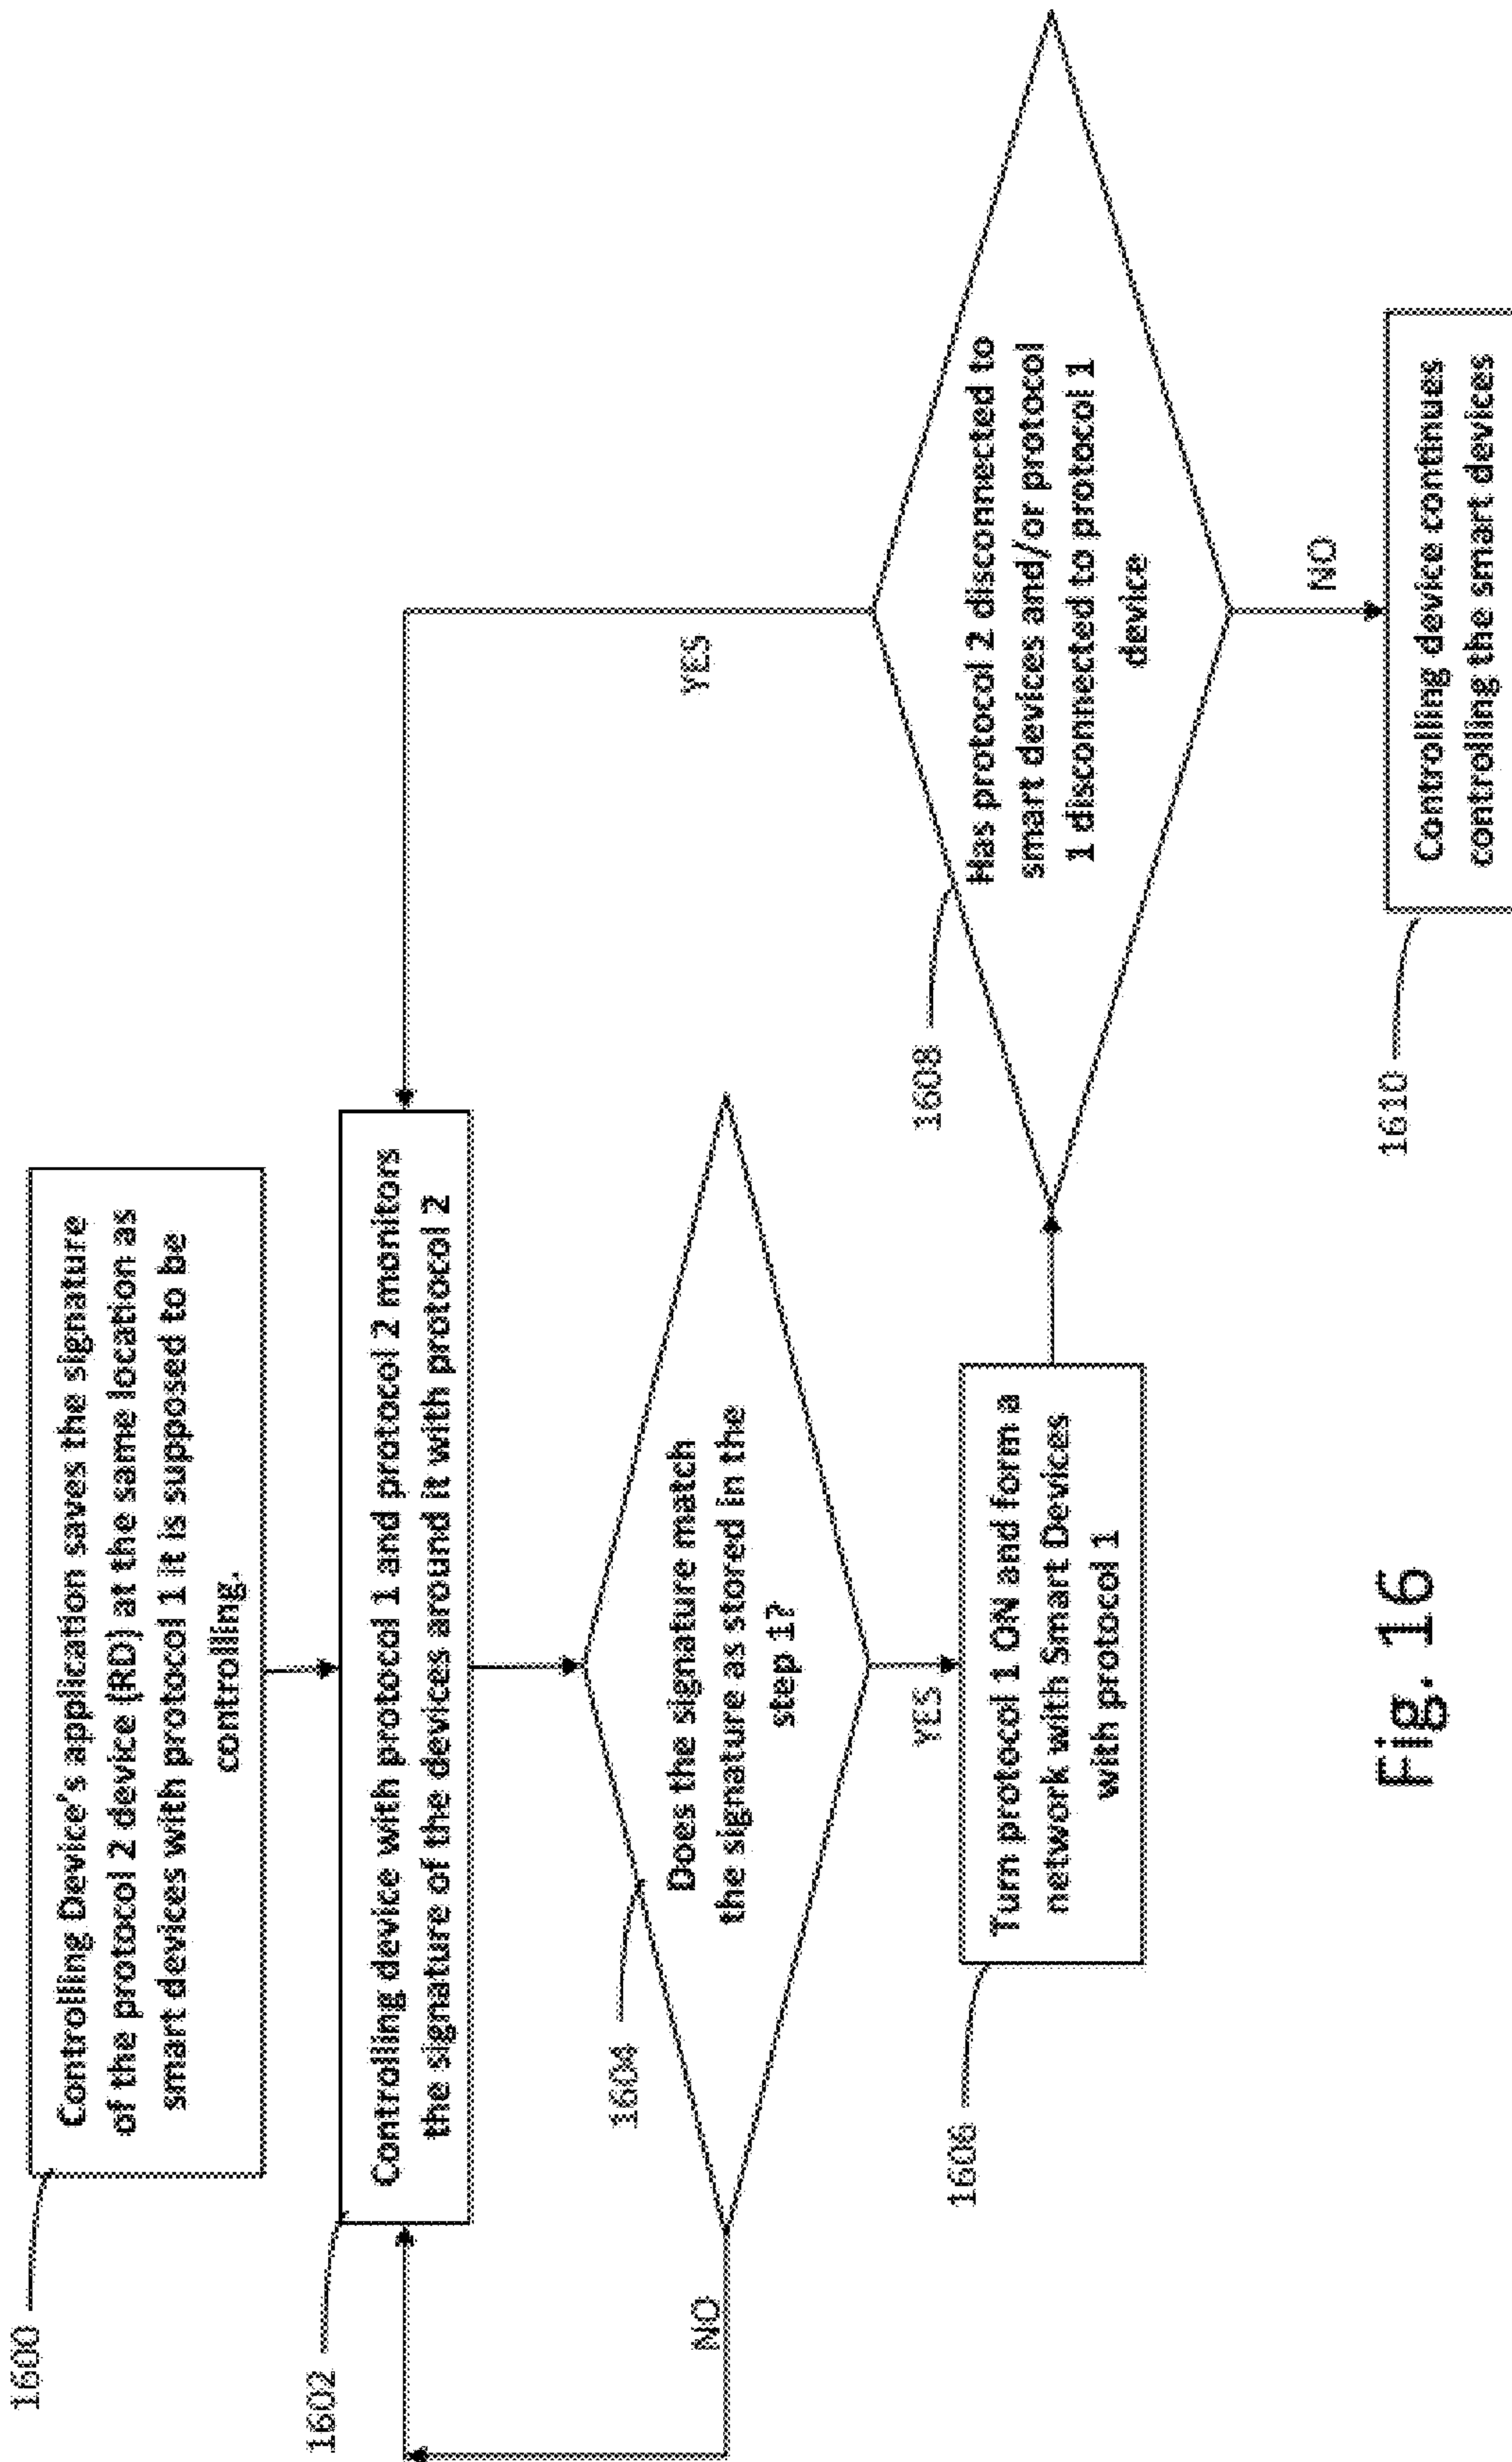 1600
Controlling Device's application saves the signature
of the protocol 2 device (RD) at the same location as
smart devices with protocol 1 it is supposed to be
controlling.
1602
Controlling device with protocol 1 and protocol 2 monitors
the signature of the devices around it with protocol 2
1604
Does the signature match
the signature as stored in the
step 1?
NO
YES
1606
Turn protocol 1 ON and form a
network with Smart Devices
with protocol 1
1608
Has protocol 2 disconnected to
smart devices and/or protocol
1 disconnected to protocol 1
device
YES
NO
1610
Controlling device continues
controlling the smart devices
Fig. 16